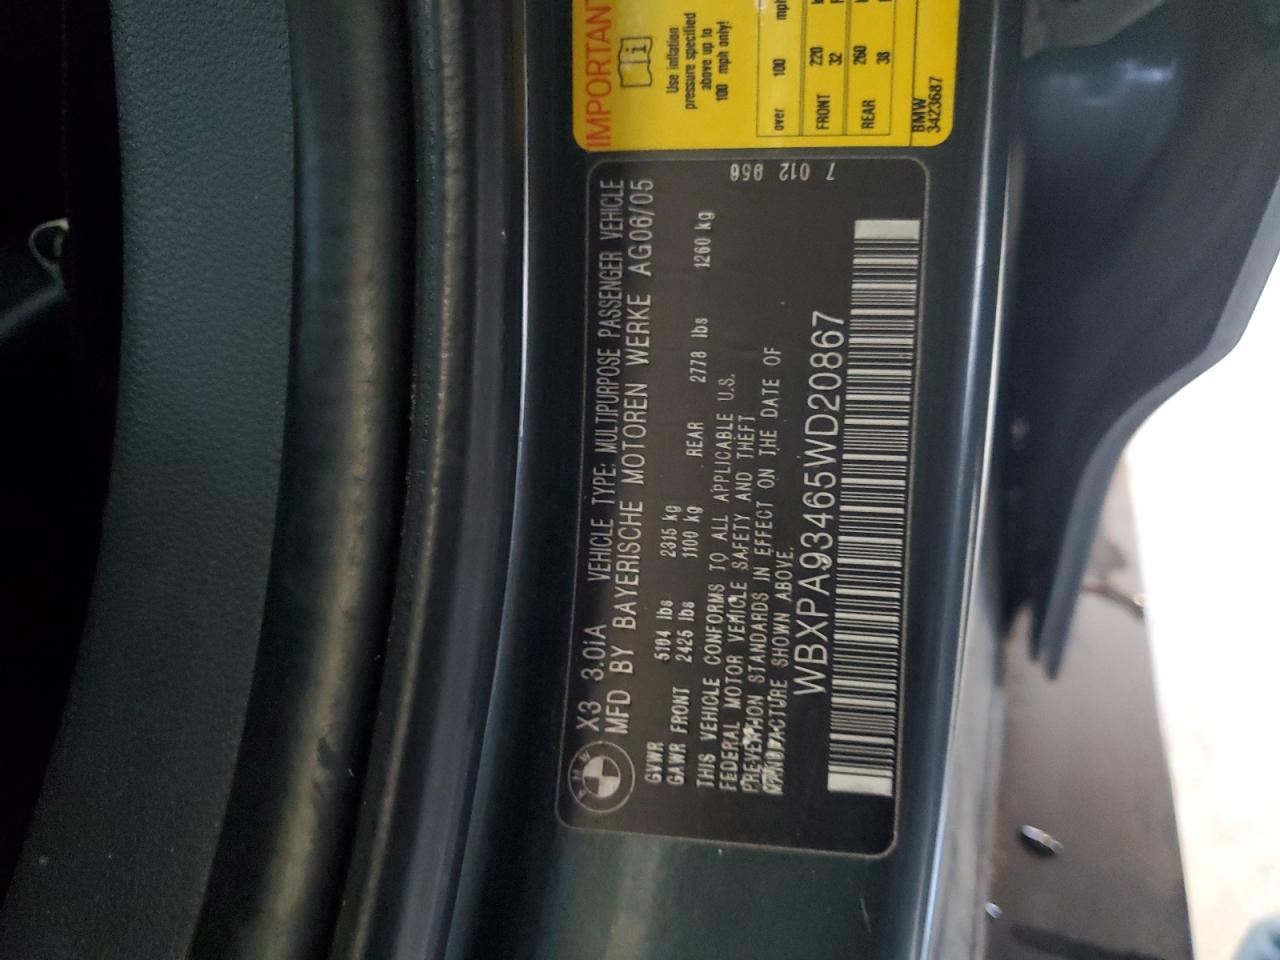 IMPORTANT
Use inflation
pressure specified
above up to
100 mph only!
over 100 mph
FRONT 220
32
REAR 260
38
BMW
3423687
X3 3.0iA VEHICLE TYPE: MULTIPURPOSE PASSENGER VEHICLE
MFD BY BAYERISCHE MOTOREN WERKE AG06/05
GVWR 5104 lbs 2315 kg
GAWR FRONT 2425 lbs 1100 kg REAR 2778 lbs 1260 kg
THIS VEHICLE CONFORMS TO ALL APPLICABLE U.S.
FEDERAL MOTOR VEHICLE SAFETY AND THEFT
PREVENTION STANDARDS IN EFFECT ON THE DATE OF
MANUFACTURE SHOWN ABOVE.
WBXPA93465WD20867
7 012